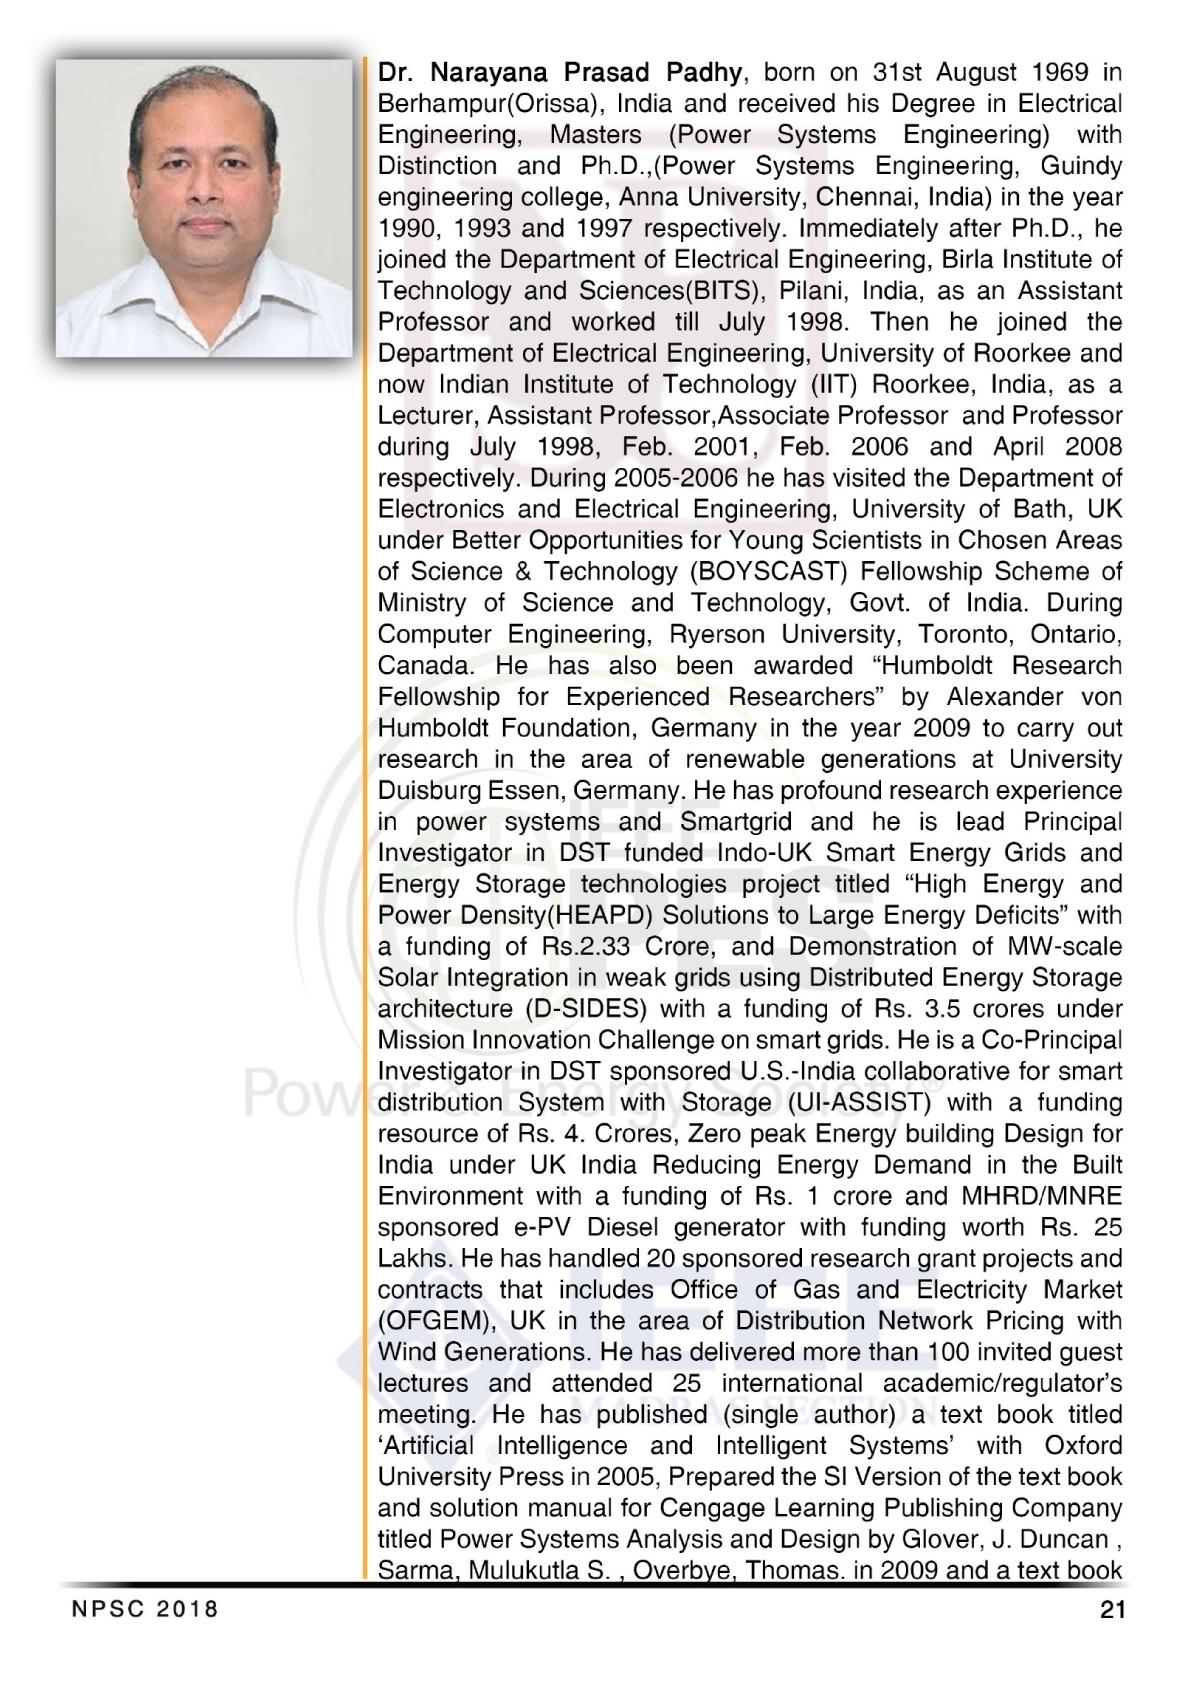 Dr. Narayana Prasad Padhy, born on 31st August 1969 in
Berhampur(Orissa), India and received his Degree in Electrical
Engineering, Masters (Power Systems Engineering) with
Distinction and Ph.D.,(Power Systems Engineering, Guindy
engineering college, Anna University, Chennai, India) in the year
1990, 1993 and 1997 respectively. Immediately after Ph.D., he
joined the Department of Electrical Engineering, Birla Institute of
Technology and Sciences(BITS), Pilani, India, as an Assistant
Professor and worked till July 1998. Then he joined the
Department of Electrical Engineering, University of Roorkee and
now Indian Institute of Technology (IIT) Roorkee, India, as a
Lecturer, Assistant Professor,Associate Professor and Professor
during July 1998, Feb. 2001, Feb. 2006 and April 2008
respectively. During 2005-2006 he has visited the Department of
Electronics and Electrical Engineering, University of Bath, UK
under Better Opportunities for Young Scientists in Chosen Areas
of Science & Technology (BOYSCAST) Fellowship Scheme of
Ministry of Science and Technology, Govt. of India. During
Computer Engineering, Ryerson University, Toronto, Ontario,
Canada. He has also been awarded “Humboldt Research
Fellowship for Experienced Researchers” by Alexander von
Humboldt Foundation, Germany in the year 2009 to carry out
research in the area of renewable generations at University
Duisburg Essen, Germany. He has profound research experience
in power systems and Smartgrid and he is lead Principal
Investigator in DST funded Indo-UK Smart Energy Grids and
Energy Storage technologies project titled “High Energy and
Power Density(HEAPD) Solutions to Large Energy Deficits” with
a funding of Rs.2.33 Crore, and Demonstration of MW-scale
Solar Integration in weak grids using Distributed Energy Storage
architecture (D-SIDES) with a funding of Rs. 3.5 crores under
Mission Innovation Challenge on smart grids. He is a Co-Principal
Investigator in DST sponsored U.S.-India collaborative for smart
distribution System with Storage (UI-ASSIST) with a funding
resource of Rs. 4. Crores, Zero peak Energy building Design for
India under UK India Reducing Energy Demand in the Built
Environment with a funding of Rs. 1 crore and MHRD/MNRE
sponsored e-PV Diesel generator with funding worth Rs. 25
Lakhs. He has handled 20 sponsored research grant projects and
contracts that includes Office of Gas and Electricity Market
(OFGEM), UK in the area of Distribution Network Pricing with
Wind Generations. He has delivered more than 100 invited guest
lectures and attended 25 international academic/regulator’s
meeting. He has published (single author) a text book titled
‘Artificial Intelligence and Intelligent Systems’ with Oxford
University Press in 2005, Prepared the SI Version of the text book
and solution manual for Cengage Learning Publishing Company
titled Power Systems Analysis and Design by Glover, J. Duncan ,
Sarma, Mulukutla S. , Overbye, Thomas. in 2009 and a text book
IEEE
PES
Power & Energy Society®
IEEE
MADRAS SECTION
NPSC 2018
21